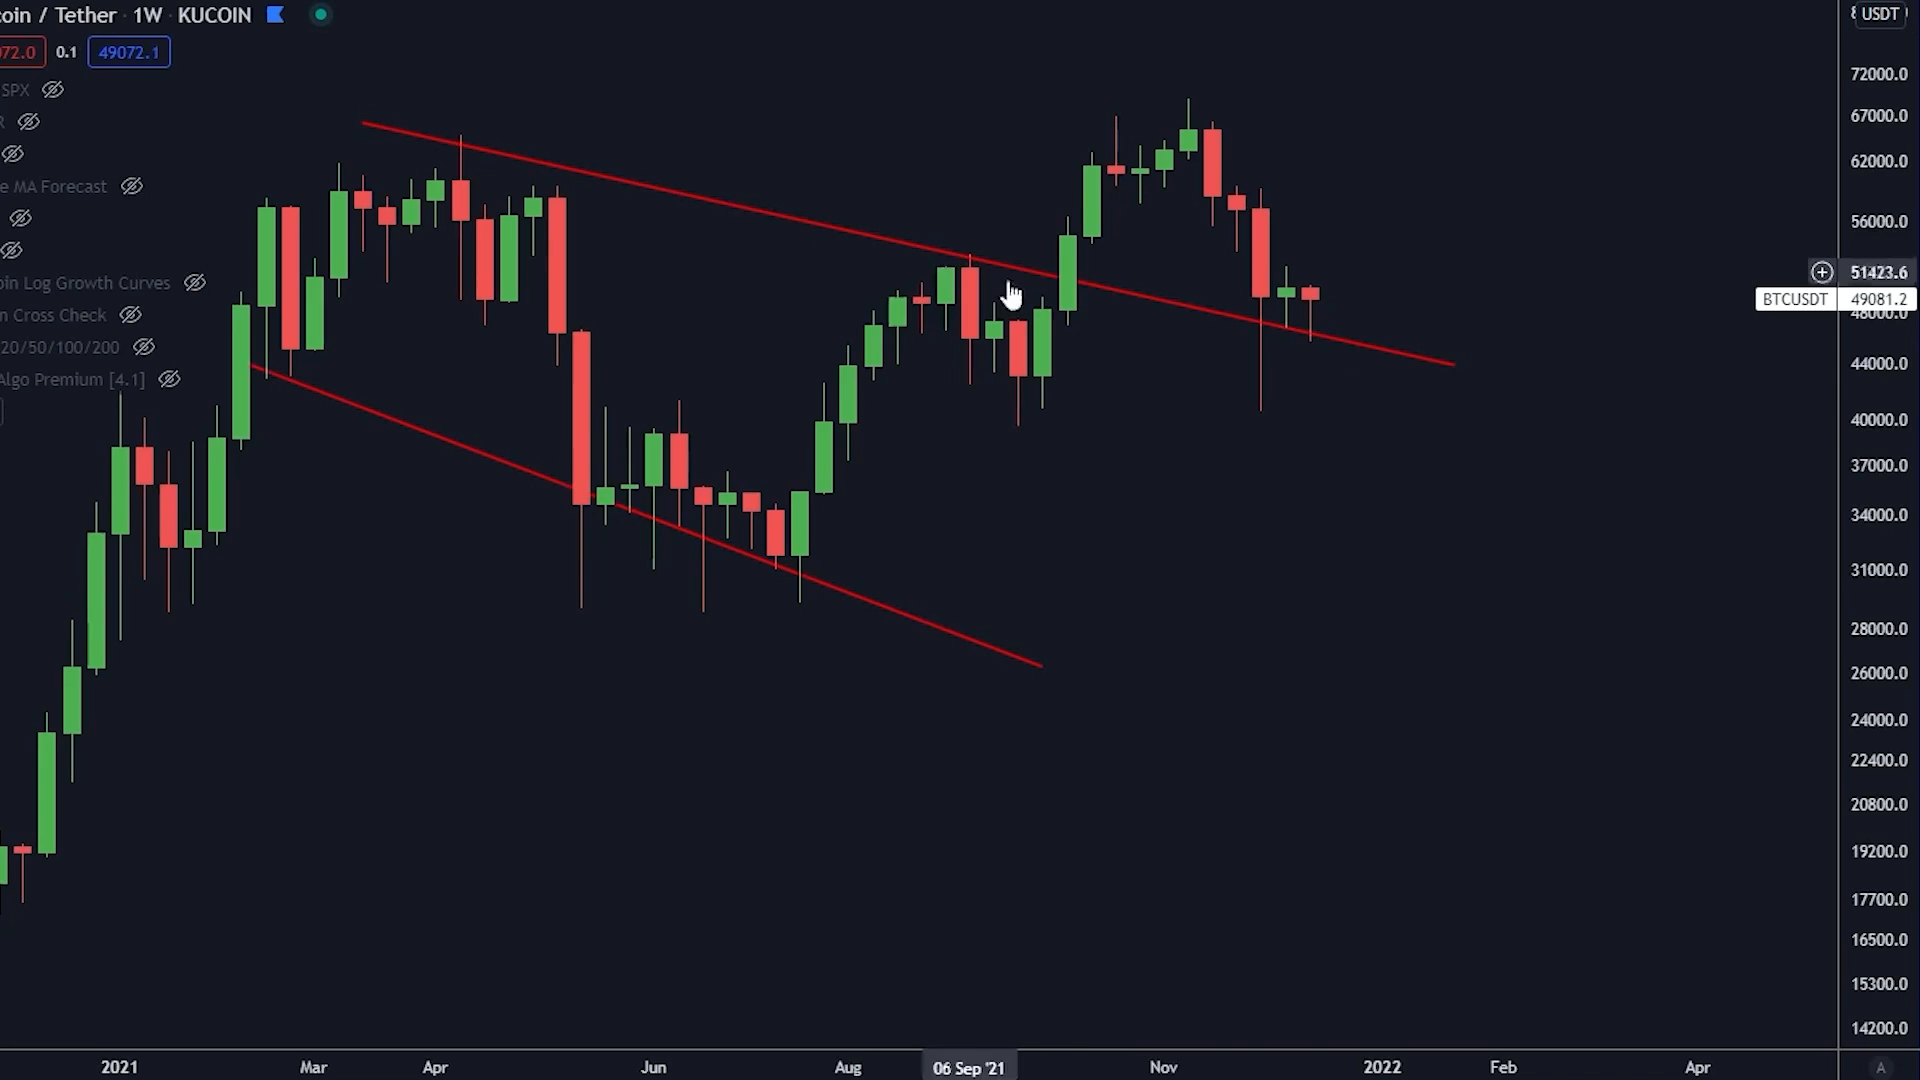 coin / Tether · 1W · KUCOIN
072.0 0.1 49072.1
SPX
R
e MA Forecast
oin Log Growth Curves
n Cross Check
20/50/100/200
Algo Premium [4.1]
USDT
72000.0
67000.0
62000.0
56000.0
51423.6
BTCUSDT 49081.2
48000.0
44000.0
40000.0
37000.0
34000.0
31000.0
28000.0
26000.0
24000.0
22400.0
20800.0
19200.0
17700.0
16500.0
15300.0
14200.0
2021 Mar Apr Jun Aug 06 Sep '21 Nov 2022 Feb Apr A